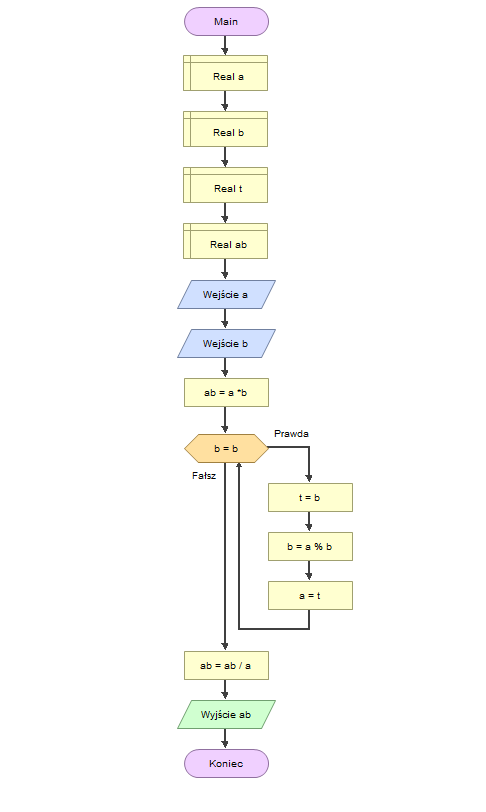 Main
Real a
Real b
Real t
Real ab
Wejście a
Wejście b
ab = a *b
b = b
Prawda
Fałsz
t = b
b = a % b
a = t
ab = ab / a
Wyjście ab
Koniec